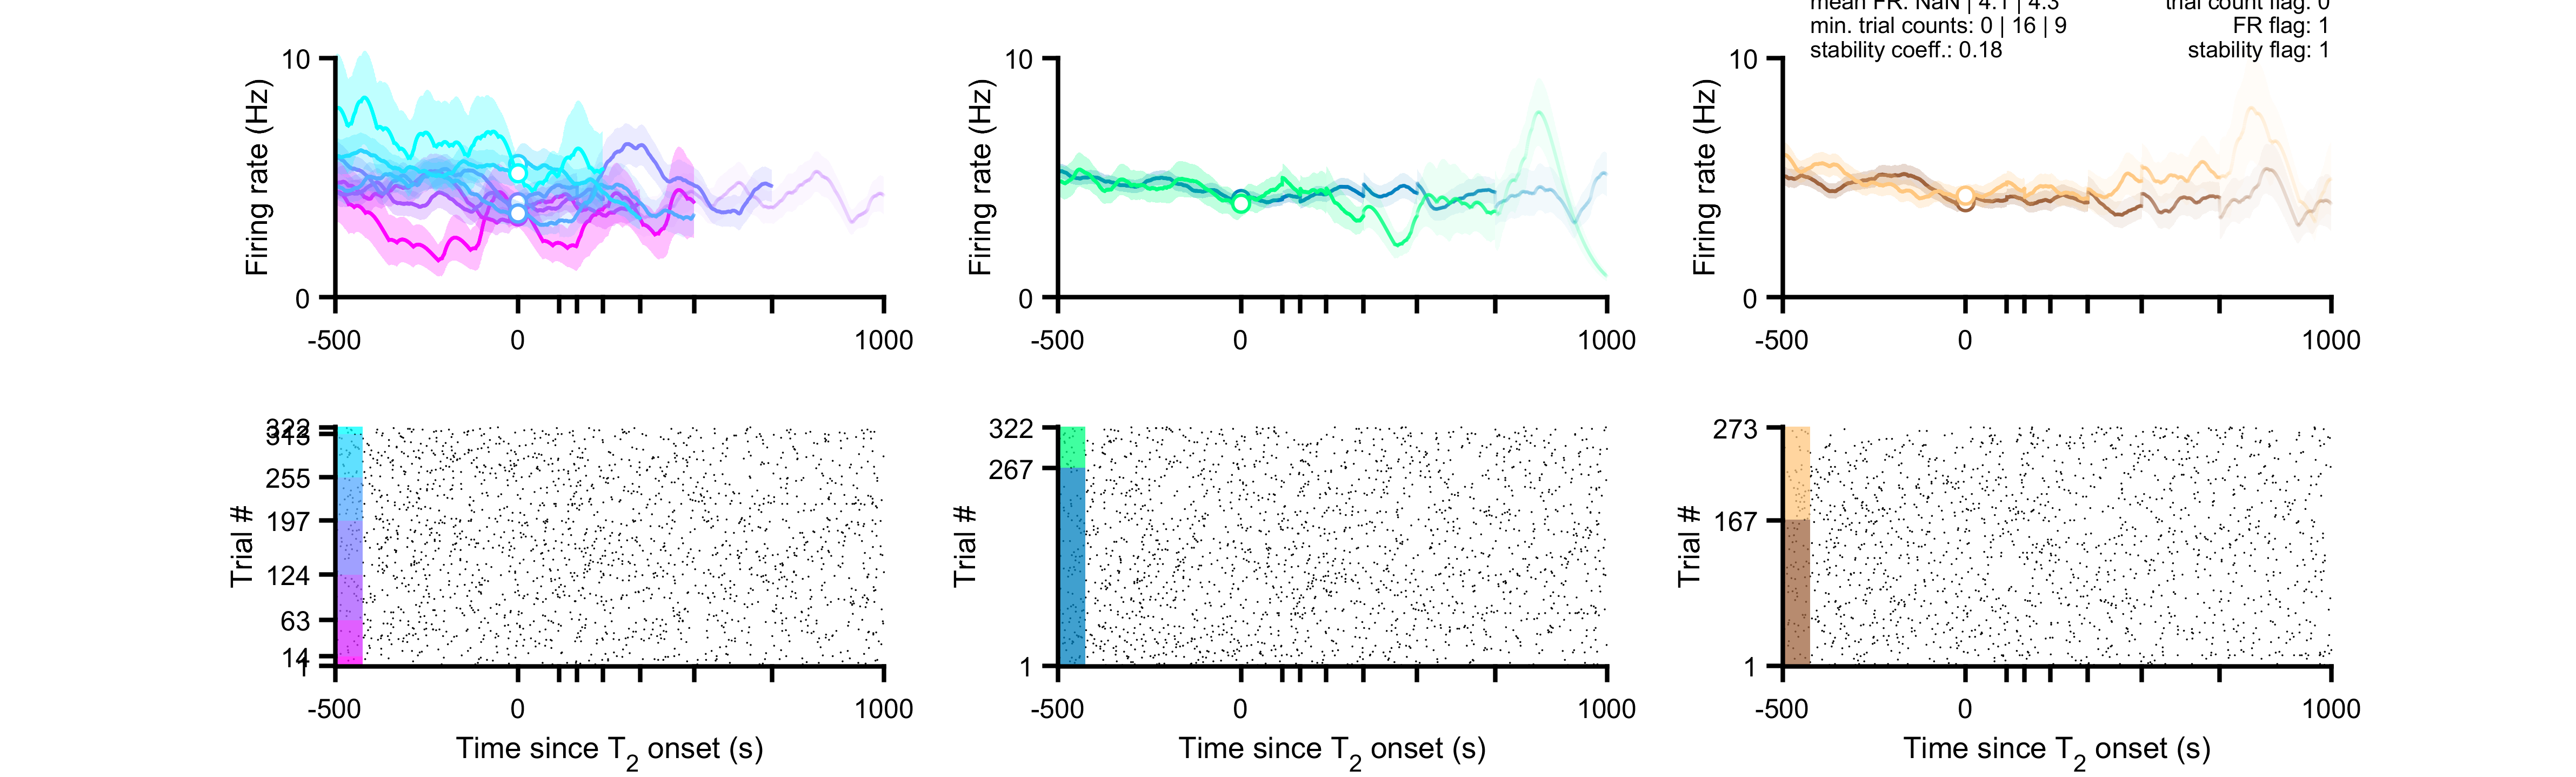 mean FR: NaN | 4.1 | 4.3
trial count flag: 0
min. trial counts: 0 | 16 | 9
FR flag: 1
stability coeff.: 0.18
stability flag: 1
10
Firing rate (Hz)
0
-500
0
1000
10
Firing rate (Hz)
0
-500
0
1000
10
Firing rate (Hz)
0
-500
0
1000
322
315
255
197
124
63
14
1
Trial #
-500
0
1000
Time since T2 onset (s)
322
267
1
Trial #
-500
0
1000
Time since T2 onset (s)
273
167
1
Trial #
-500
0
1000
Time since T2 onset (s)